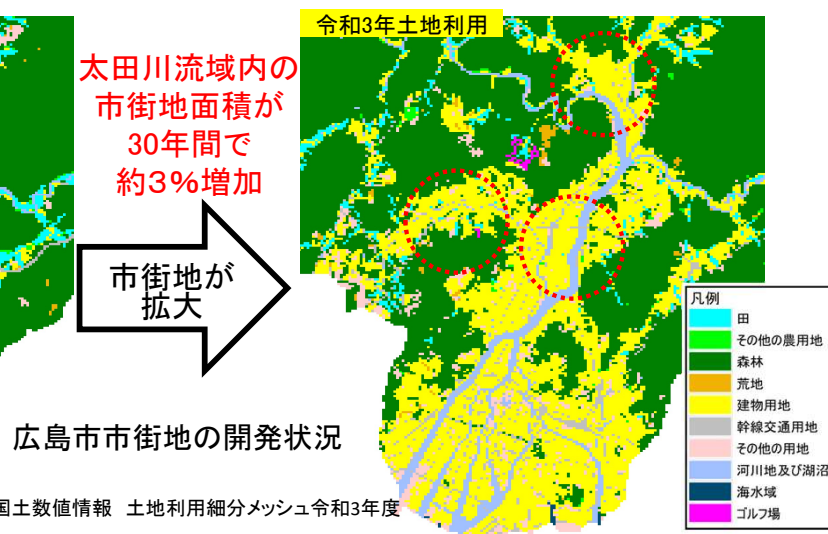 令和3年土地利用
太田川流域内の
市街地面積が
30年間で
約3%増加
市街地が
拡大
凡例
田
その他の農用地
森林
荒地
建物用地
幹線交通用地
その他の用地
河川地及び湖沼
海水域
ゴルフ場
広島市市街地の開発状況
国土数値情報 土地利用細分メッシュ令和3年度